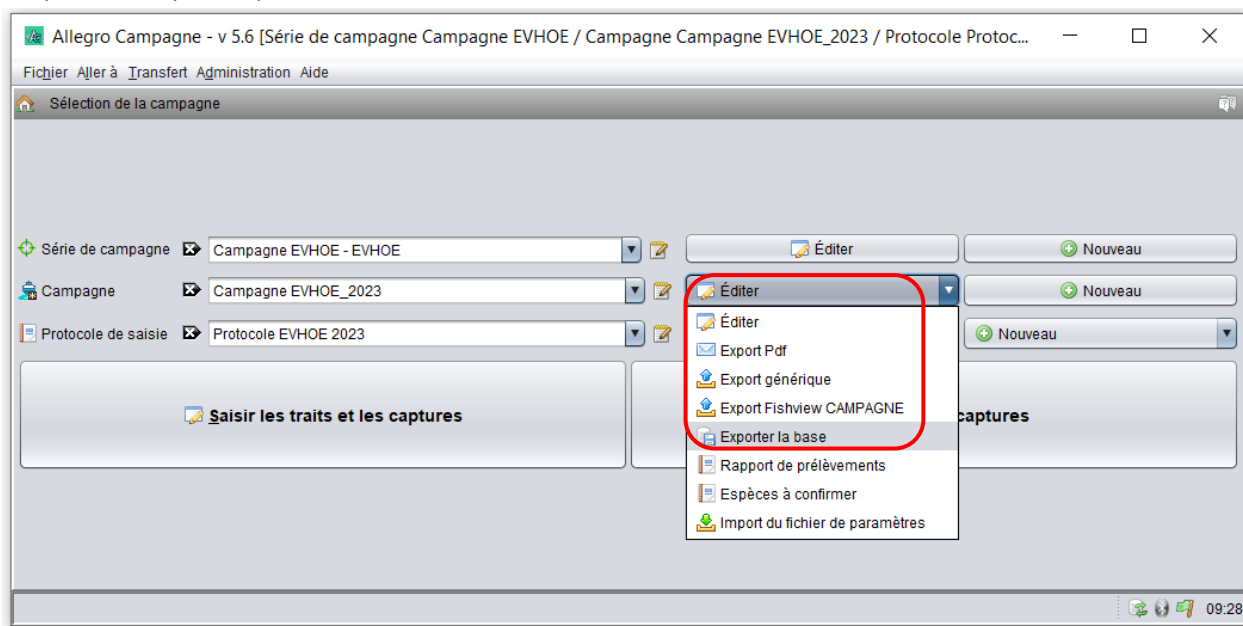 Allegro Campagne - v 5.6 [Série de campagne Campagne EVHOE / Campagne Campagne EVHOE_2023 / Protocole Protoc...
Fichier Aller à Transfert Administration Aide
Sélection de la campagne
Série de campagne Campagne EVHOE - EVHOE Éditer Nouveau
Campagne Campagne EVHOE_2023 Éditer Nouveau
Protocole de saisie Protocole EVHOE 2023 Nouveau
Éditer
Export Pdf
Export générique
Export Fishview CAMPAGNE
Exporter la base
Rapport de prélèvements
Espèces à confirmer
Import du fichier de paramètres
Saisir les traits et les captures
captures
09:28